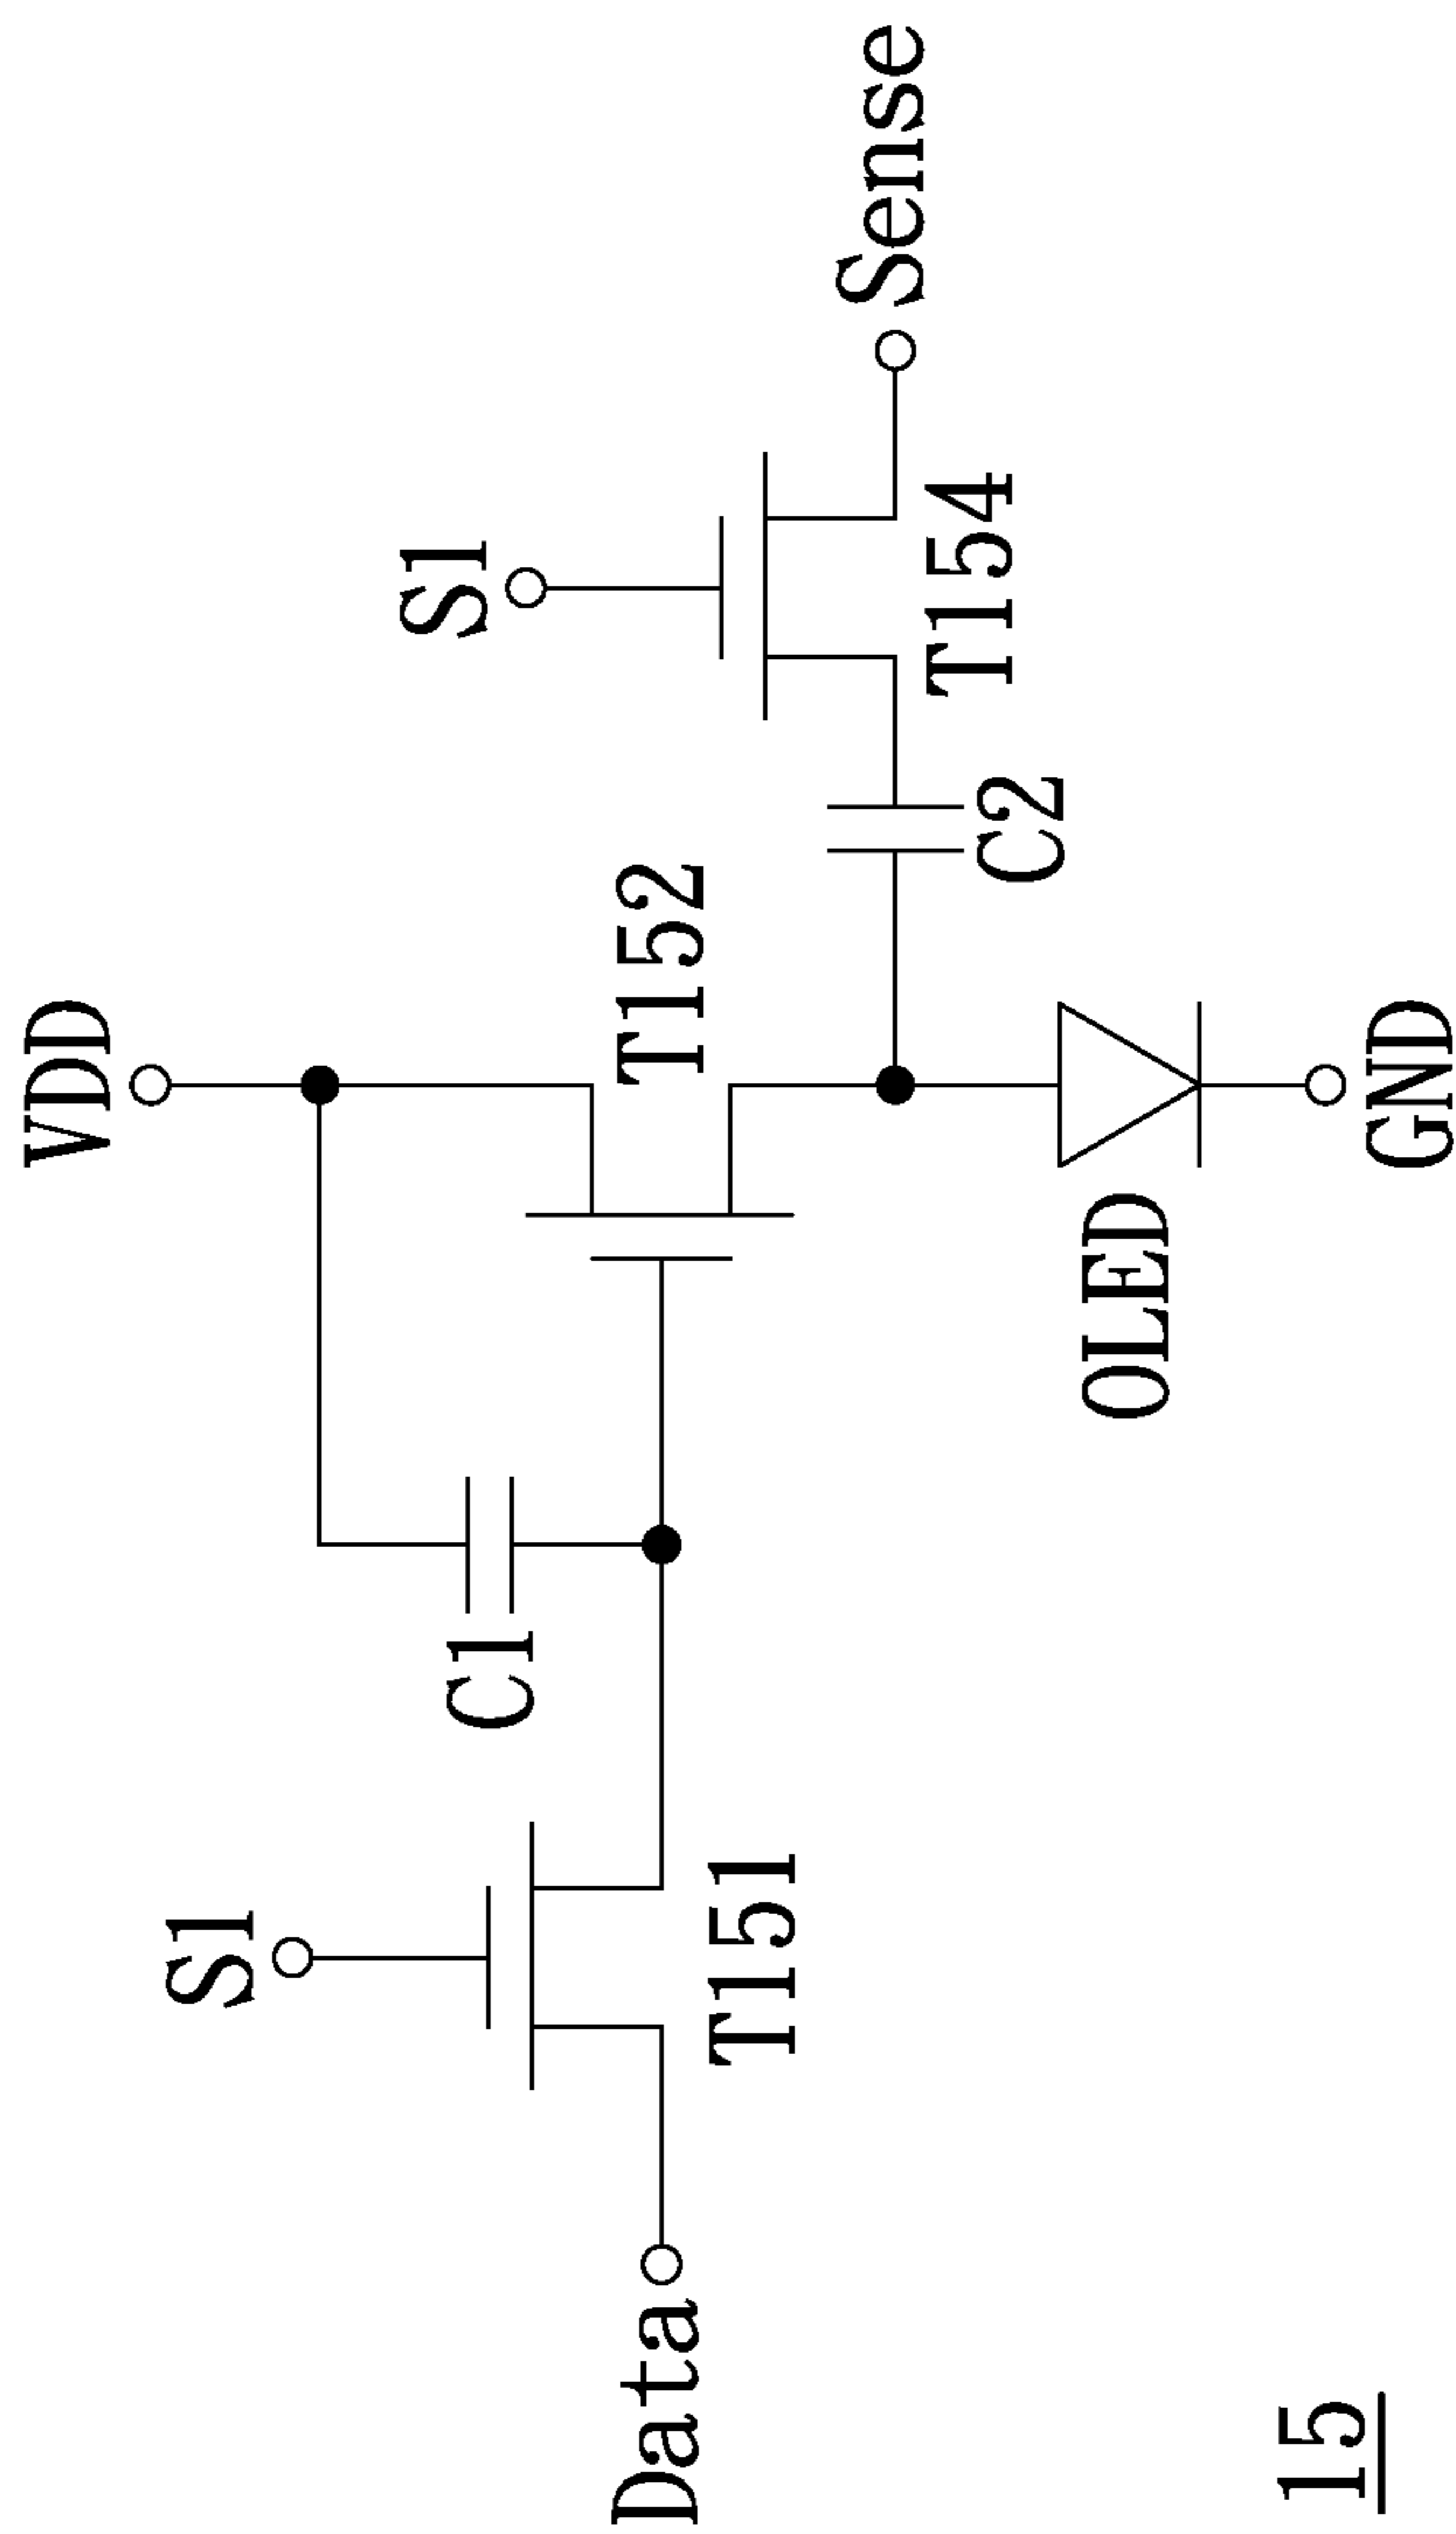 VDD
S1
S1
C1
T152
Data
T151
Sense
C2
T154
OLED
GND
15